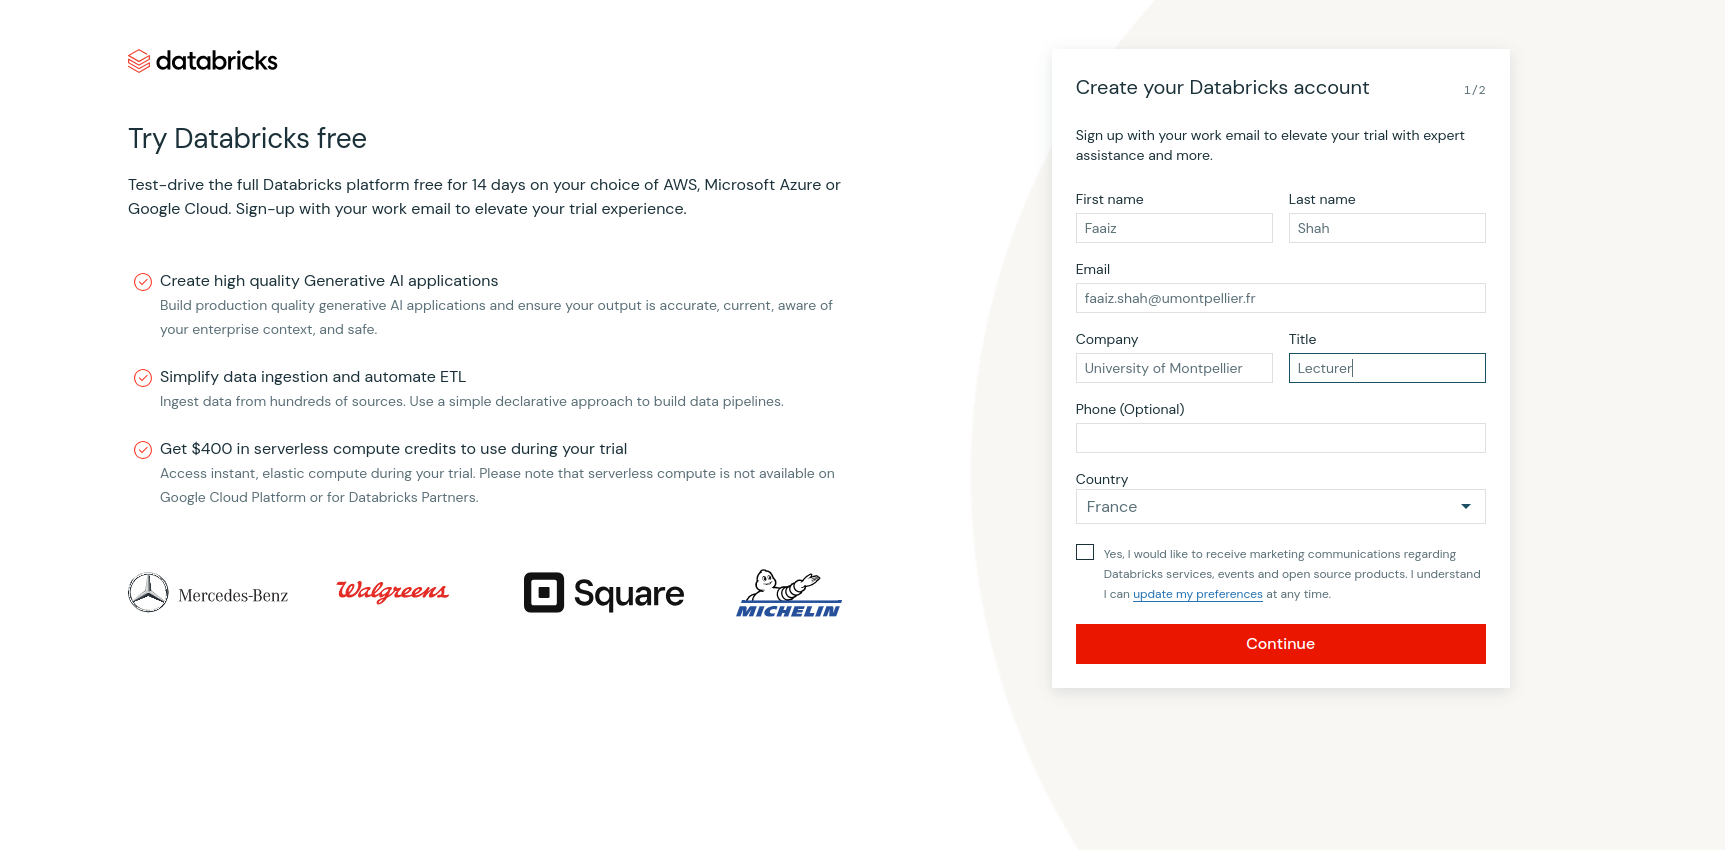 databricks
Try Databricks free
Test-drive the full Databricks platform free for 14 days on your choice of AWS, Microsoft Azure or
Google Cloud. Sign-up with your work email to elevate your trial experience.
Create high quality Generative AI applications
Build production quality generative AI applications and ensure your output is accurate, current, aware of
your enterprise context, and safe.
Simplify data ingestion and automate ETL
Ingest data from hundreds of sources. Use a simple declarative approach to build data pipelines.
Get $400 in serverless compute credits to use during your trial
Access instant, elastic compute during your trial. Please note that serverless compute is not available on
Google Cloud Platform or for Databricks Partners.
Mercedes-Benz
Walgreens
Square
MICHELIN
Create your Databricks account
1/2
Sign up with your work email to elevate your trial with expert
assistance and more.
First name
Last name
Faaiz
Shah
Email
faaiz.shah@umontpellier.fr
Company
Title
University of Montpellier
Lecturer
Phone (Optional)
Country
France
Yes, I would like to receive marketing communications regarding
Databricks services, events and open source products. I understand
I can update my preferences at any time.
Continue